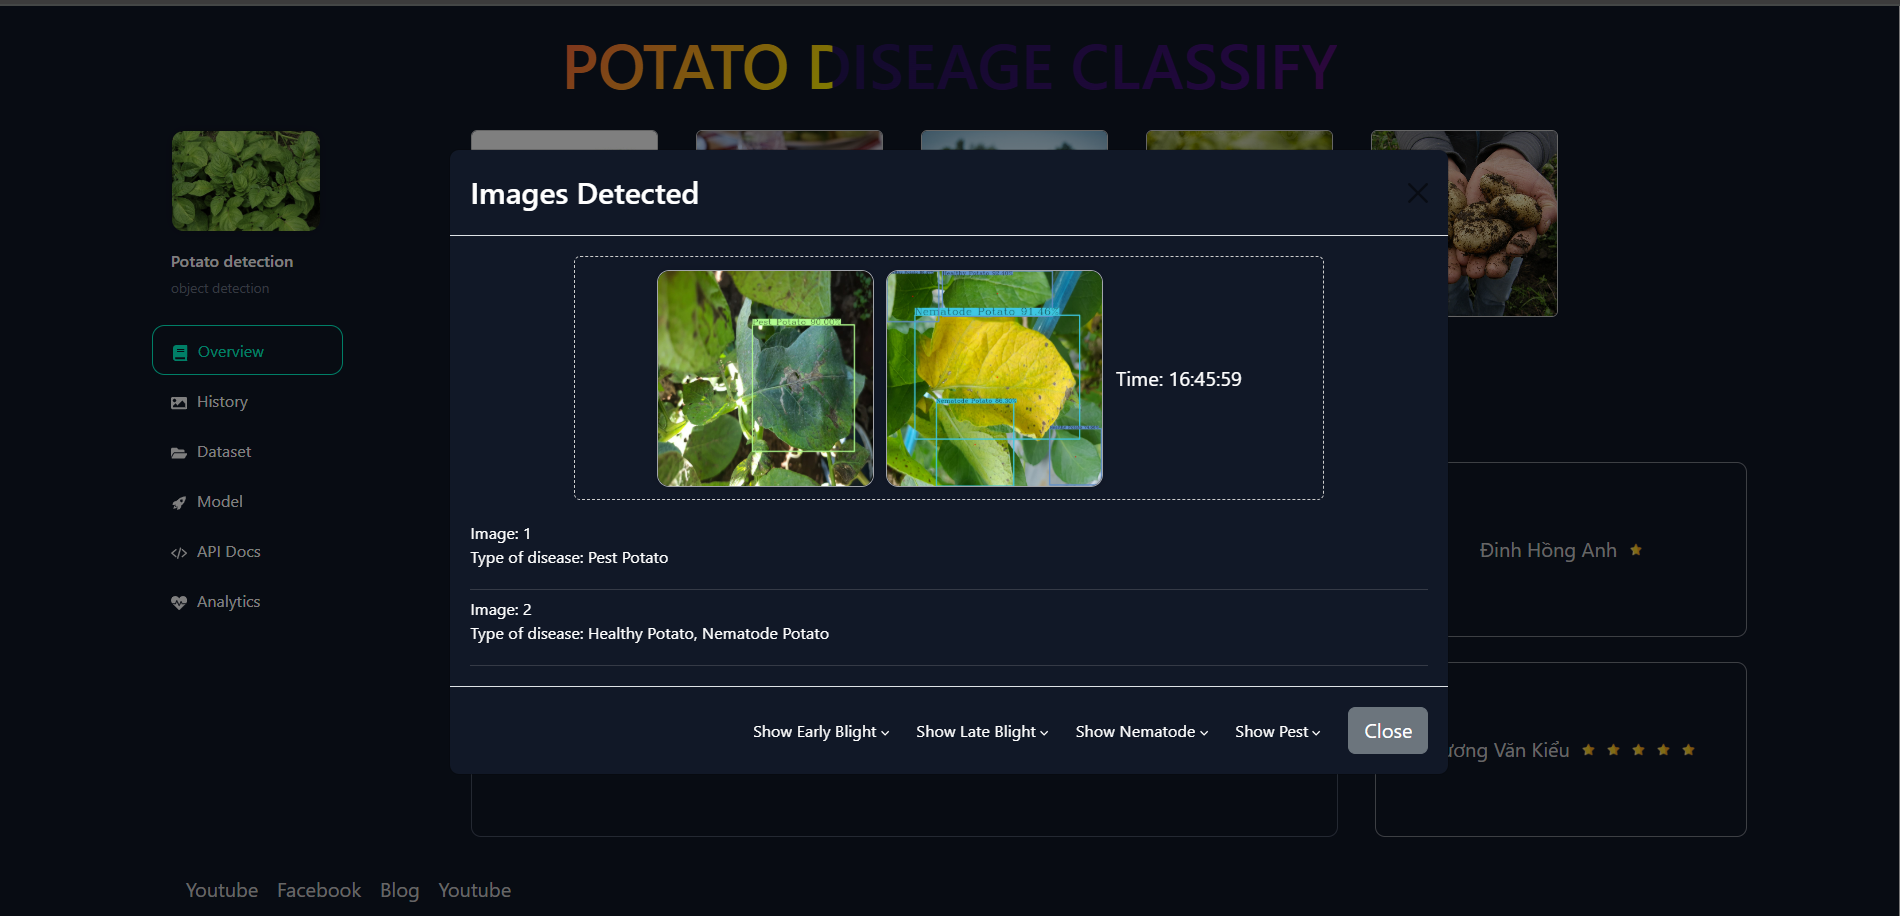 POTATO DISEAGE CLASSIFY
Potato detection
object detection
Overview
History
Dataset
Model
API Docs
Analytics
Images Detected
Pest Potato 90.00%
Nematode Potato 91.46%
Time: 16:45:59
Image: 1
Type of disease: Pest Potato
Image: 2
Type of disease: Healthy Potato, Nematode Potato
Show Early Blight
Show Late Blight
Show Nematode
Show Pest
Close
Đinh Hồng Anh
Văn Kiểu
Youtube Facebook Blog Youtube